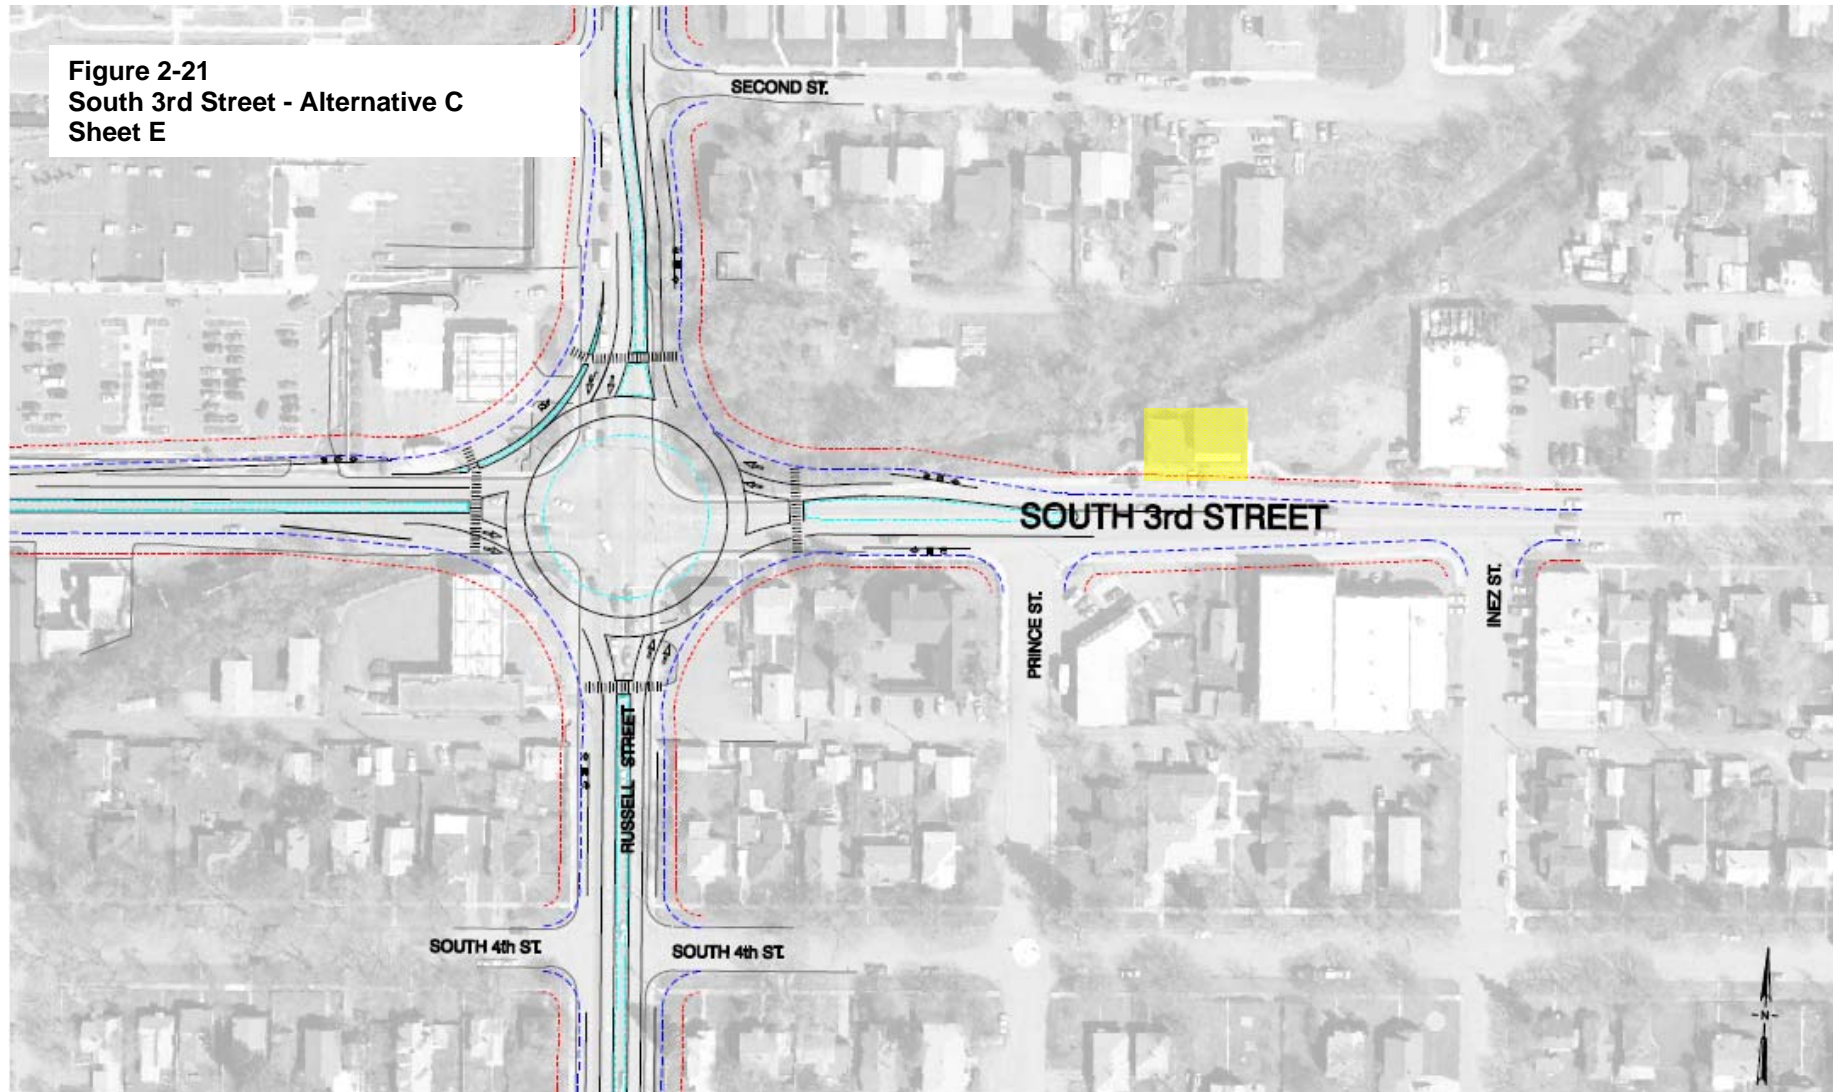 Figure 2-21
South 3rd Street - Alternative C
Sheet E
SECOND ST.
SOUTH 3rd STREET
PRINCE ST.
INEZ ST.
RUSSELL STREET
SOUTH 4th ST.
SOUTH 4th ST.
-N-